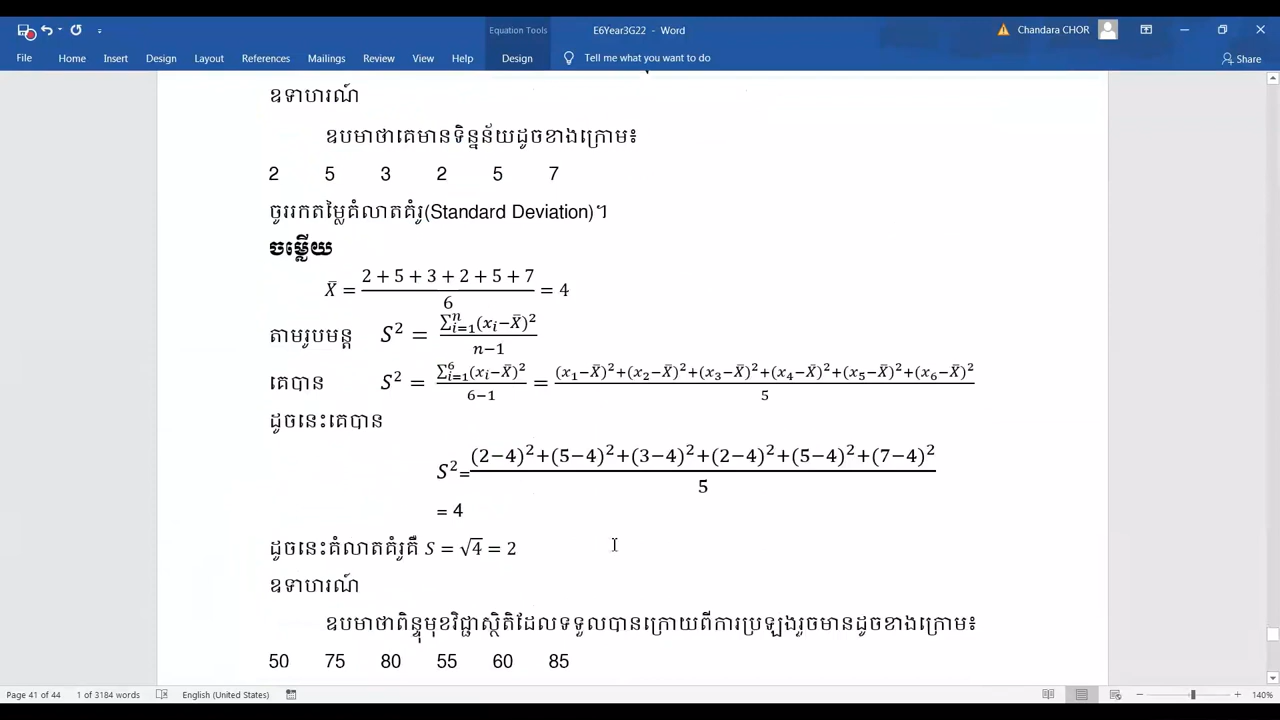 Equation Tools
E6Year3G22 - Word
Chandara CHOR
File Home Insert Design Layout References Mailings Review View Help Design Tell me what you want to do Share
ឧទាហរណ៍
ឧបមាថាគេមានទិន្នន័យដូចខាងក្រោម៖
2 5 3 2 5 7
ចូររកតម្លៃគំលាតគំរូ(Standard Deviation)។
ចម្លើយ
X̄ = (2 + 5 + 3 + 2 + 5 + 7)/6 = 4
តាមរូបមន្ត S² = ∑ᵢ₌₁ⁿ(xᵢ−X̄)²/(n−1)
គេបាន S² = ∑ᵢ₌₁⁶(xᵢ−X̄)²/(6−1) = ((x₁−X̄)²+(x₂−X̄)²+(x₃−X̄)²+(x₄−X̄)²+(x₅−X̄)²+(x₆−X̄)²)/5
ដូចនេះគេបាន
S²=((2−4)²+(5−4)²+(3−4)²+(2−4)²+(5−4)²+(7−4)²)/5
= 4
ដូចនេះគំលាតគំរូគឺ S = √4 = 2
ឧទាហរណ៍
ឧបមាថាពិន្ទុមុខវិជ្ជាស្ថិតិដែលទទួលបានក្រោយពីការប្រឡងរួចមានដូចខាងក្រោម៖
50 75 80 55 60 85
Page 41 of 44 1 of 3184 words English (United States) 140%